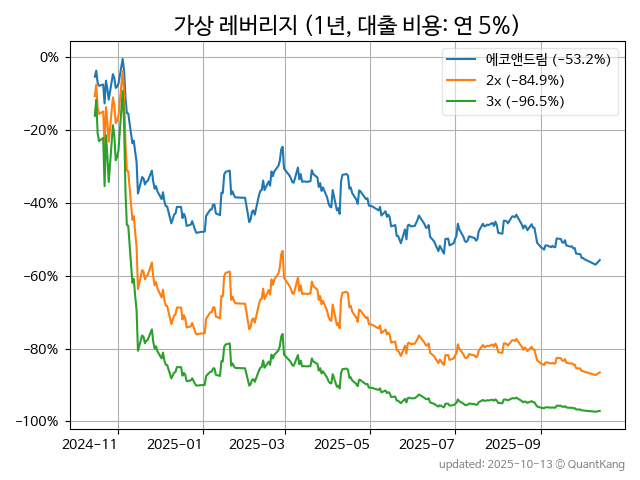 가상 레버리지 (1년, 대출 비용: 연 5%)
에코앤드림 (−53.2%)
2x (−84.9%)
3x (−96.5%)
0%
−20%
−40%
−60%
−80%
−100%
2024-11 2025-01 2025-03 2025-05 2025-07 2025-09
updated: 2025-10-13 © QuantKang